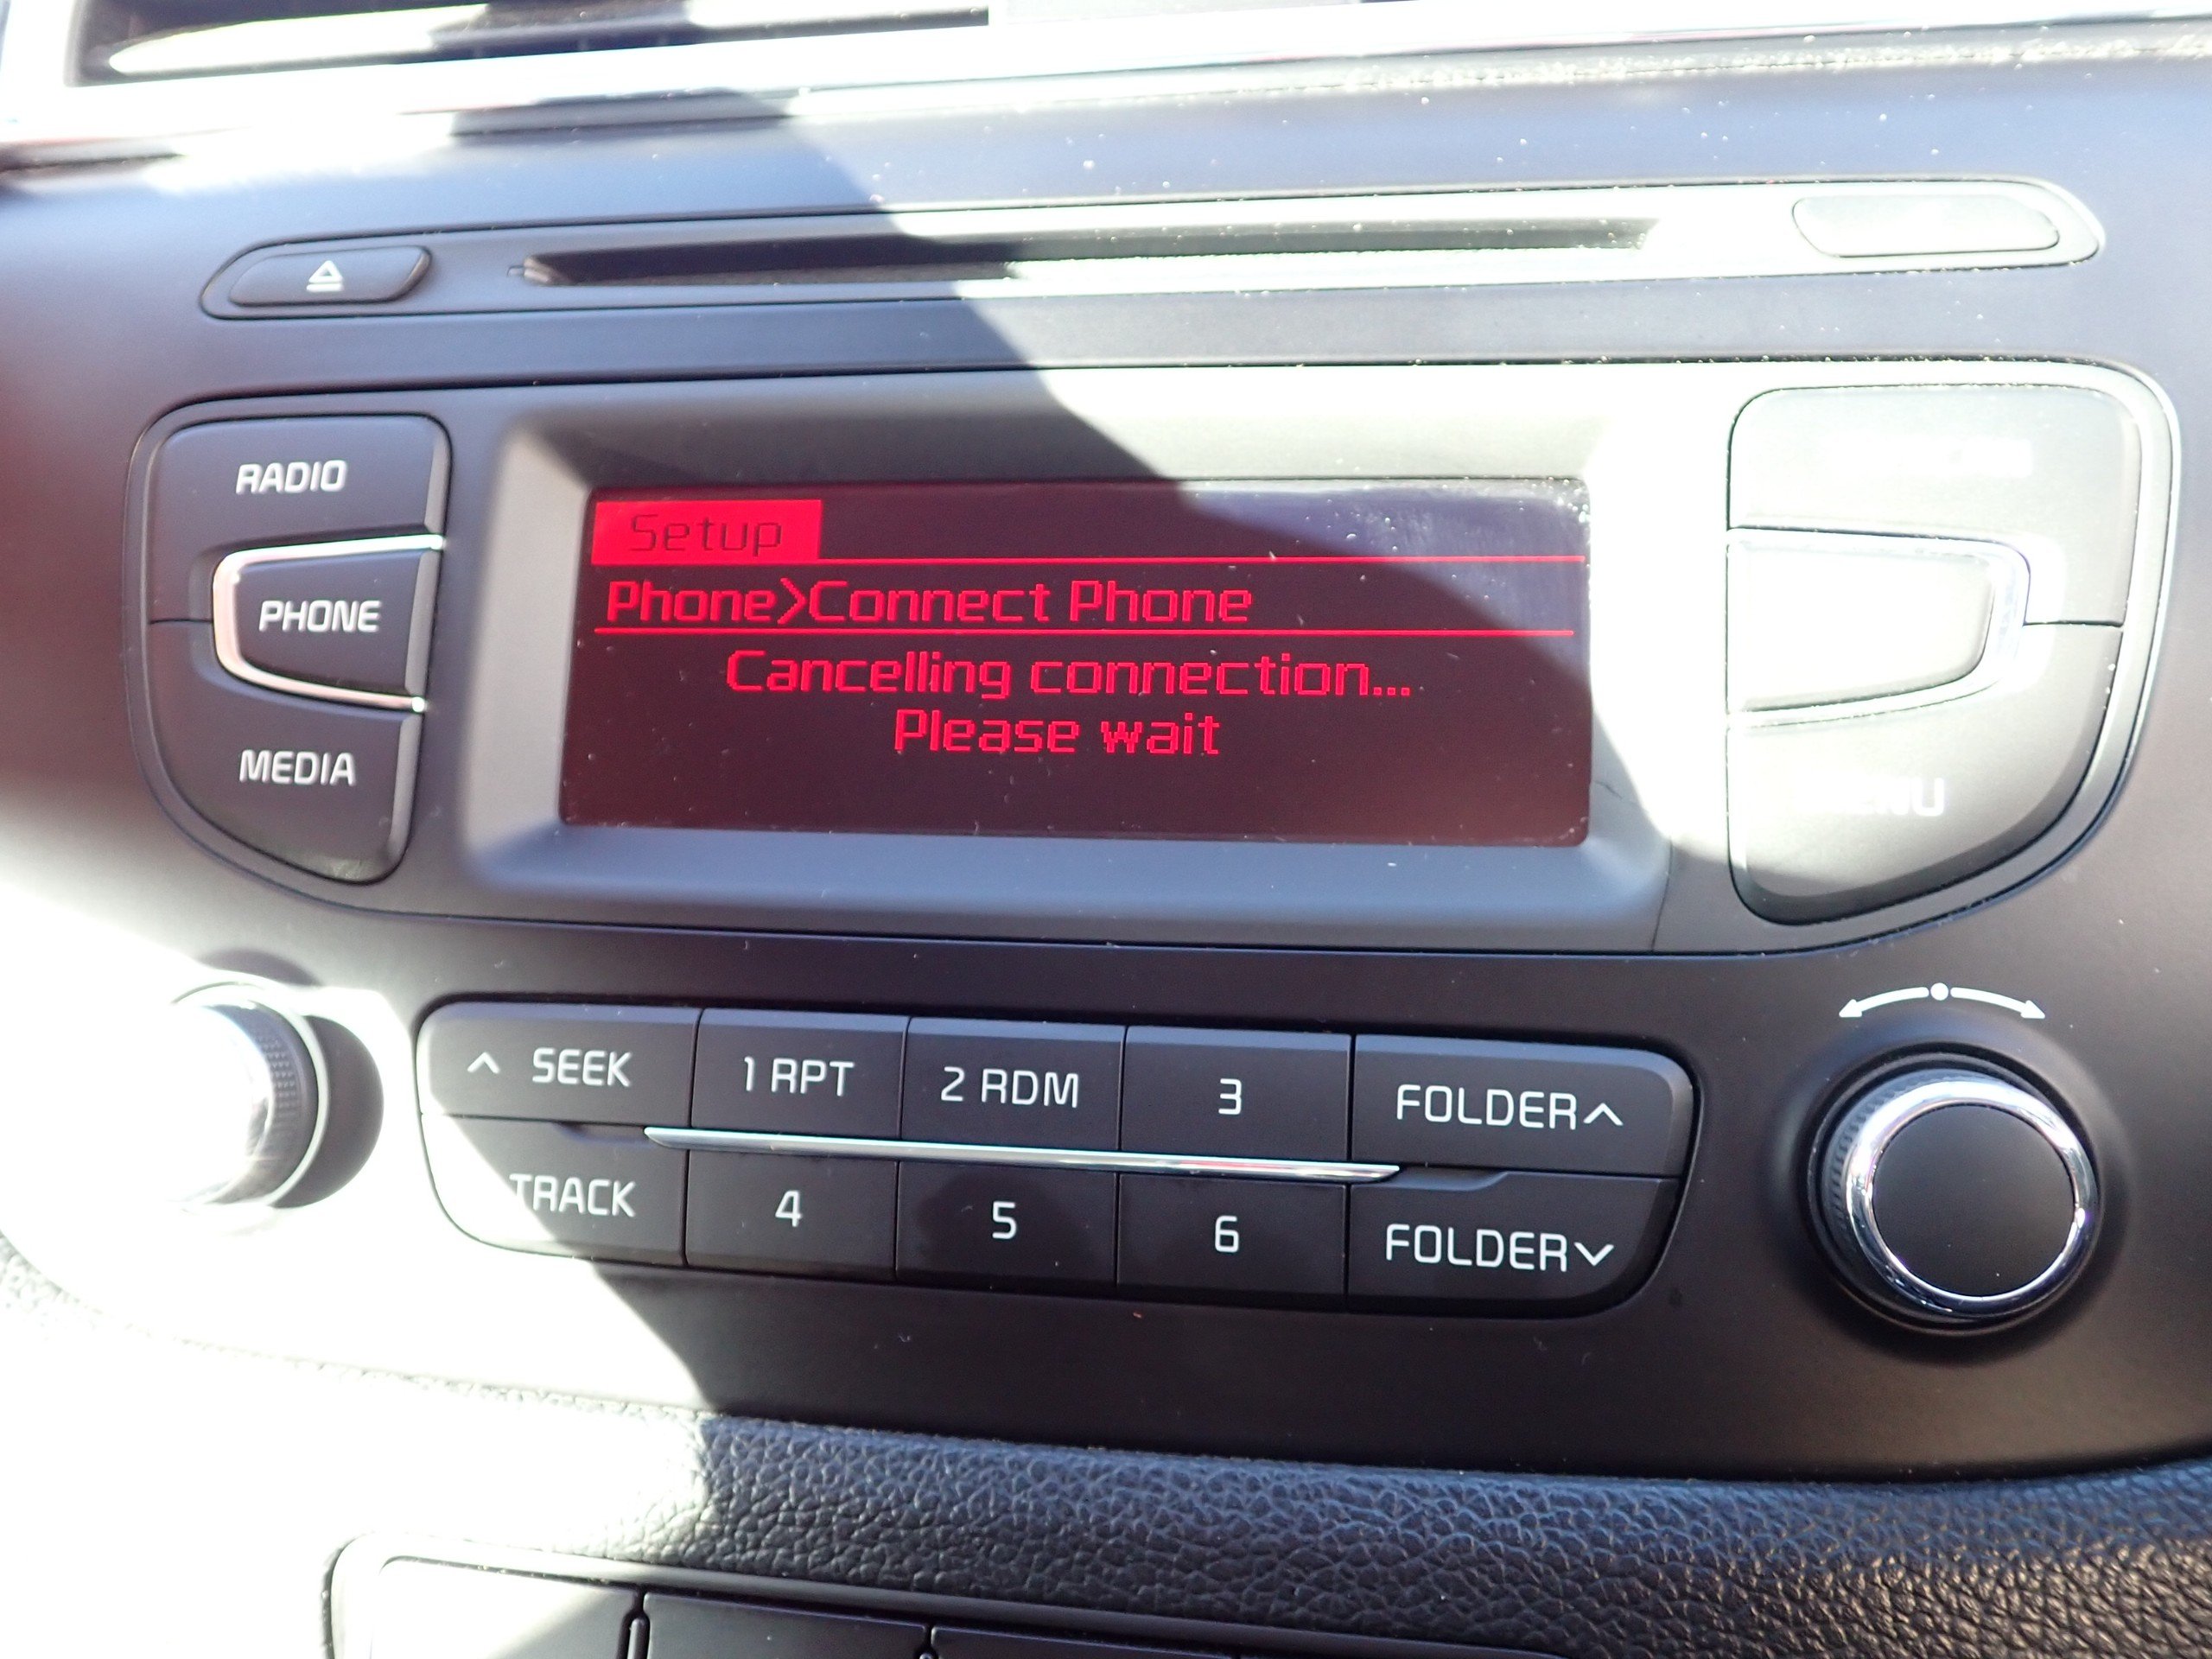 RADIO
PHONE
MEDIA
Setup
Phone>Connect Phone
Cancelling connection...
Please wait
SEEK
1 RPT
2 RDM
3
FOLDER
TRACK
4
5
6
FOLDER